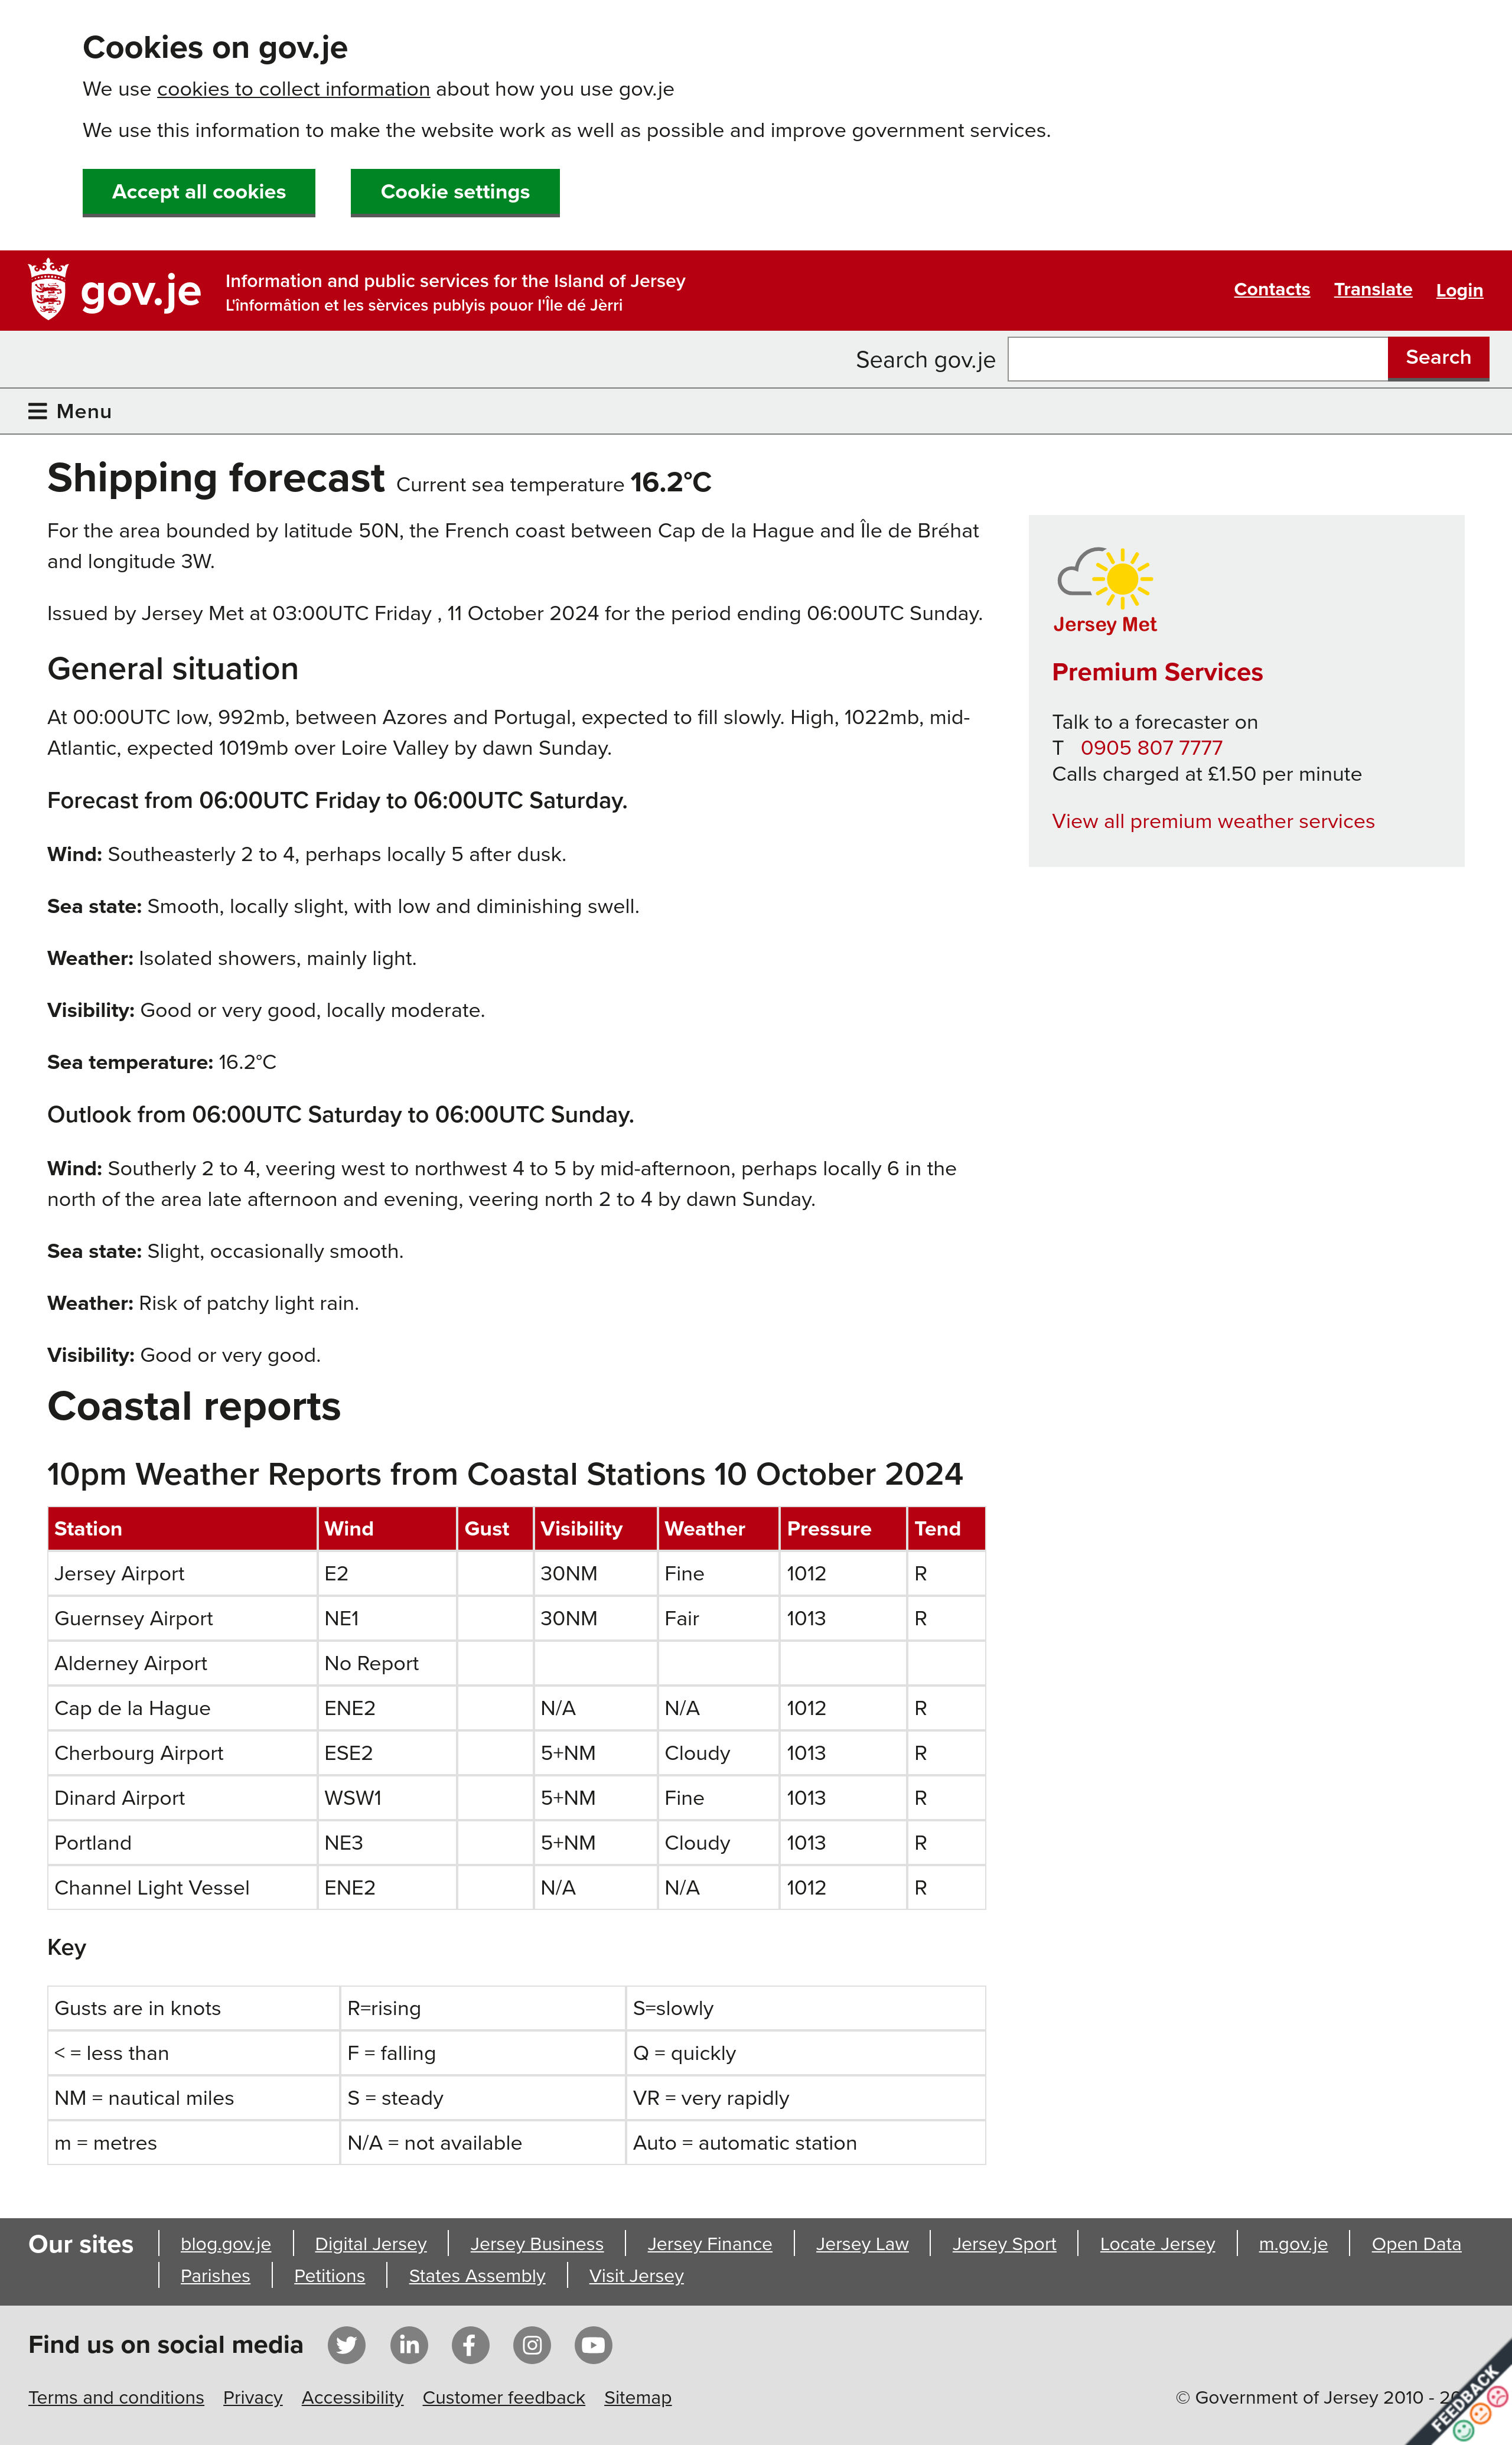 Cookies on gov.je
We use cookies to collect information about how you use gov.je
We use this information to make the website work as well as possible and improve government services.
Accept all cookies Cookie settings
gov.je
Information and public services for the Island of Jersey
L'înformâtion et les sèrvices publyis pouor l'Île dé Jèrri
Contacts Translate Login
Search gov.je Search
Menu
Shipping forecast Current sea temperature 16.2°C
For the area bounded by latitude 50N, the French coast between Cap de la Hague and Île de Bréhat
and longitude 3W.
Issued by Jersey Met at 03:00UTC Friday , 11 October 2024 for the period ending 06:00UTC Sunday.
General situation
At 00:00UTC low, 992mb, between Azores and Portugal, expected to fill slowly. High, 1022mb, mid-
Atlantic, expected 1019mb over Loire Valley by dawn Sunday.
Forecast from 06:00UTC Friday to 06:00UTC Saturday.
Wind: Southeasterly 2 to 4, perhaps locally 5 after dusk.
Sea state: Smooth, locally slight, with low and diminishing swell.
Weather: Isolated showers, mainly light.
Visibility: Good or very good, locally moderate.
Sea temperature: 16.2°C
Outlook from 06:00UTC Saturday to 06:00UTC Sunday.
Wind: Southerly 2 to 4, veering west to northwest 4 to 5 by mid-afternoon, perhaps locally 6 in the
north of the area late afternoon and evening, veering north 2 to 4 by dawn Sunday.
Sea state: Slight, occasionally smooth.
Weather: Risk of patchy light rain.
Visibility: Good or very good.
Jersey Met
Premium Services
Talk to a forecaster on
T 0905 807 7777
Calls charged at £1.50 per minute
View all premium weather services
Coastal reports
10pm Weather Reports from Coastal Stations 10 October 2024
Station Wind Gust Visibility Weather Pressure Tend
Jersey Airport E2 30NM Fine 1012 R
Guernsey Airport NE1 30NM Fair 1013 R
Alderney Airport No Report
Cap de la Hague ENE2 N/A N/A 1012 R
Cherbourg Airport ESE2 5+NM Cloudy 1013 R
Dinard Airport WSW1 5+NM Fine 1013 R
Portland NE3 5+NM Cloudy 1013 R
Channel Light Vessel ENE2 N/A N/A 1012 R
Key
Gusts are in knots R=rising S=slowly
< = less than F = falling Q = quickly
NM = nautical miles S = steady VR = very rapidly
m = metres N/A = not available Auto = automatic station
Our sites blog.gov.je Digital Jersey Jersey Business Jersey Finance Jersey Law Jersey Sport Locate Jersey m.gov.je Open Data
Parishes Petitions States Assembly Visit Jersey
Find us on social media
Terms and conditions Privacy Accessibility Customer feedback Sitemap
© Government of Jersey 2010 -
FEEDBACK